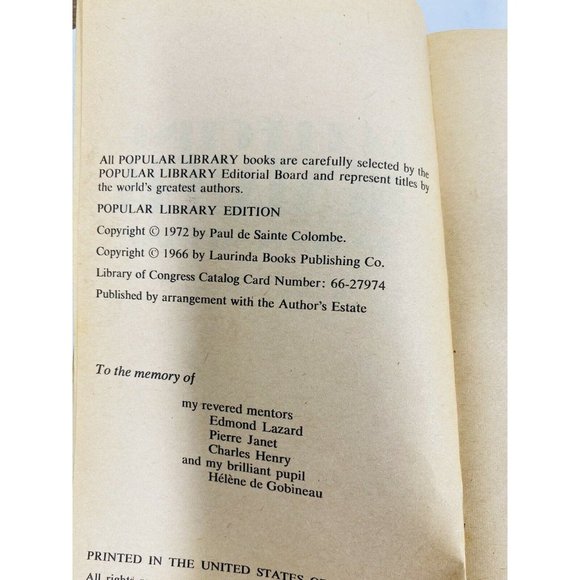 All POPULAR LIBRARY books are carefully selected by the
POPULAR LIBRARY Editorial Board and represent titles by
the world's greatest authors.
POPULAR LIBRARY EDITION
Copyright © 1972 by Paul de Sainte Colombe.
Copyright © 1966 by Laurinda Books Publishing Co.
Library of Congress Catalog Card Number: 66-27974
Published by arrangement with the Author's Estate
To the memory of
my revered mentors
Edmond Lazard
Pierre Janet
Charles Henry
and my brilliant pupil
Hélène de Gobineau
PRINTED IN THE UNITED STATES
All rights